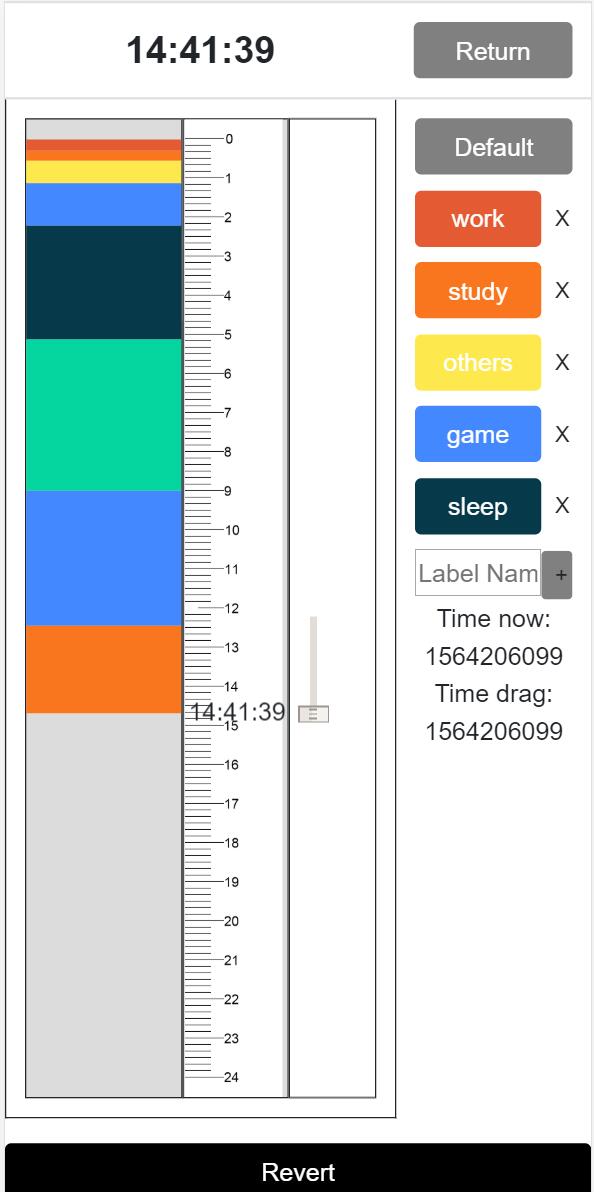 14:41:39
Return
0
1
2
3
4
5
6
7
8
9
10
11
12
13
14
14:41:39
15
16
17
18
19
20
21
22
23
24
Default
work X
study X
others X
game X
sleep X
Label Nam +
Time now:
1564206099
Time drag:
1564206099
Revert